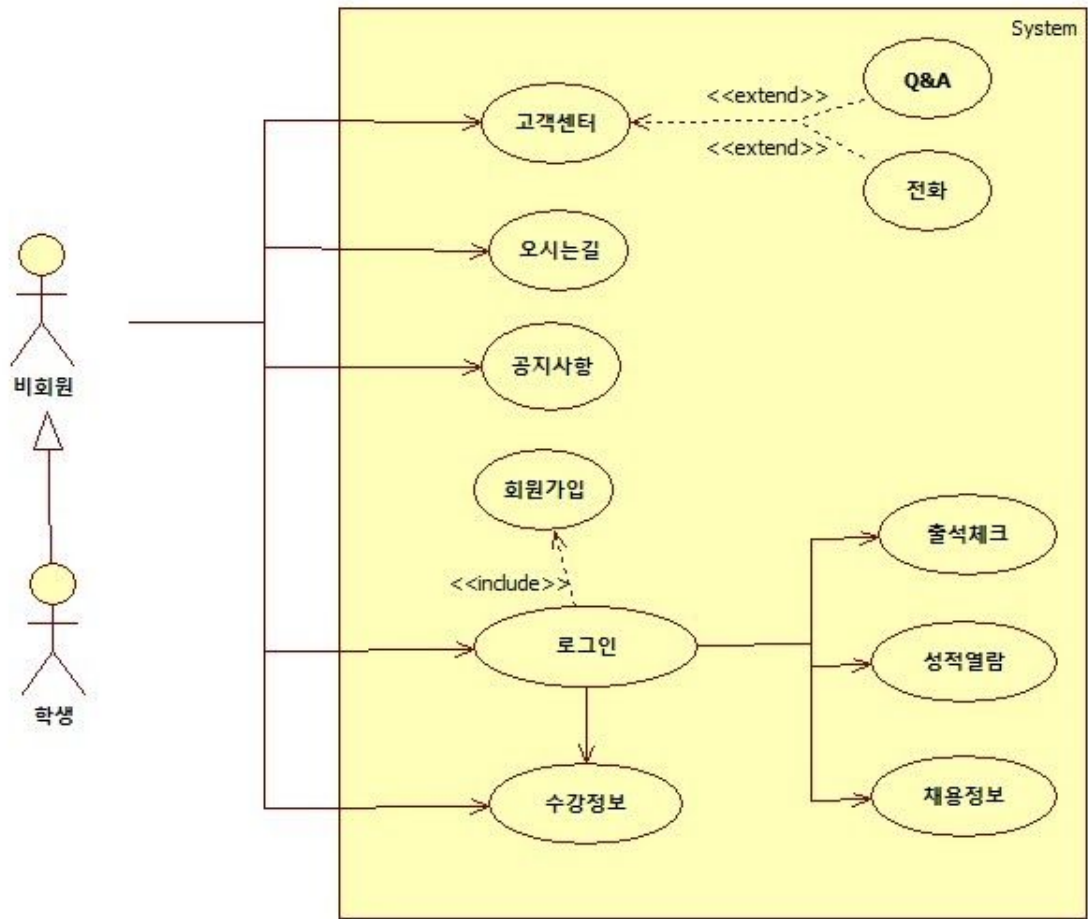 System
Q&A
<<extend>>
고객센터
<<extend>>
전화
오시는길
비회원
공지사항
회원가입
출석체크
<<include>>
로그인
성적열람
학생
수강정보
채용정보